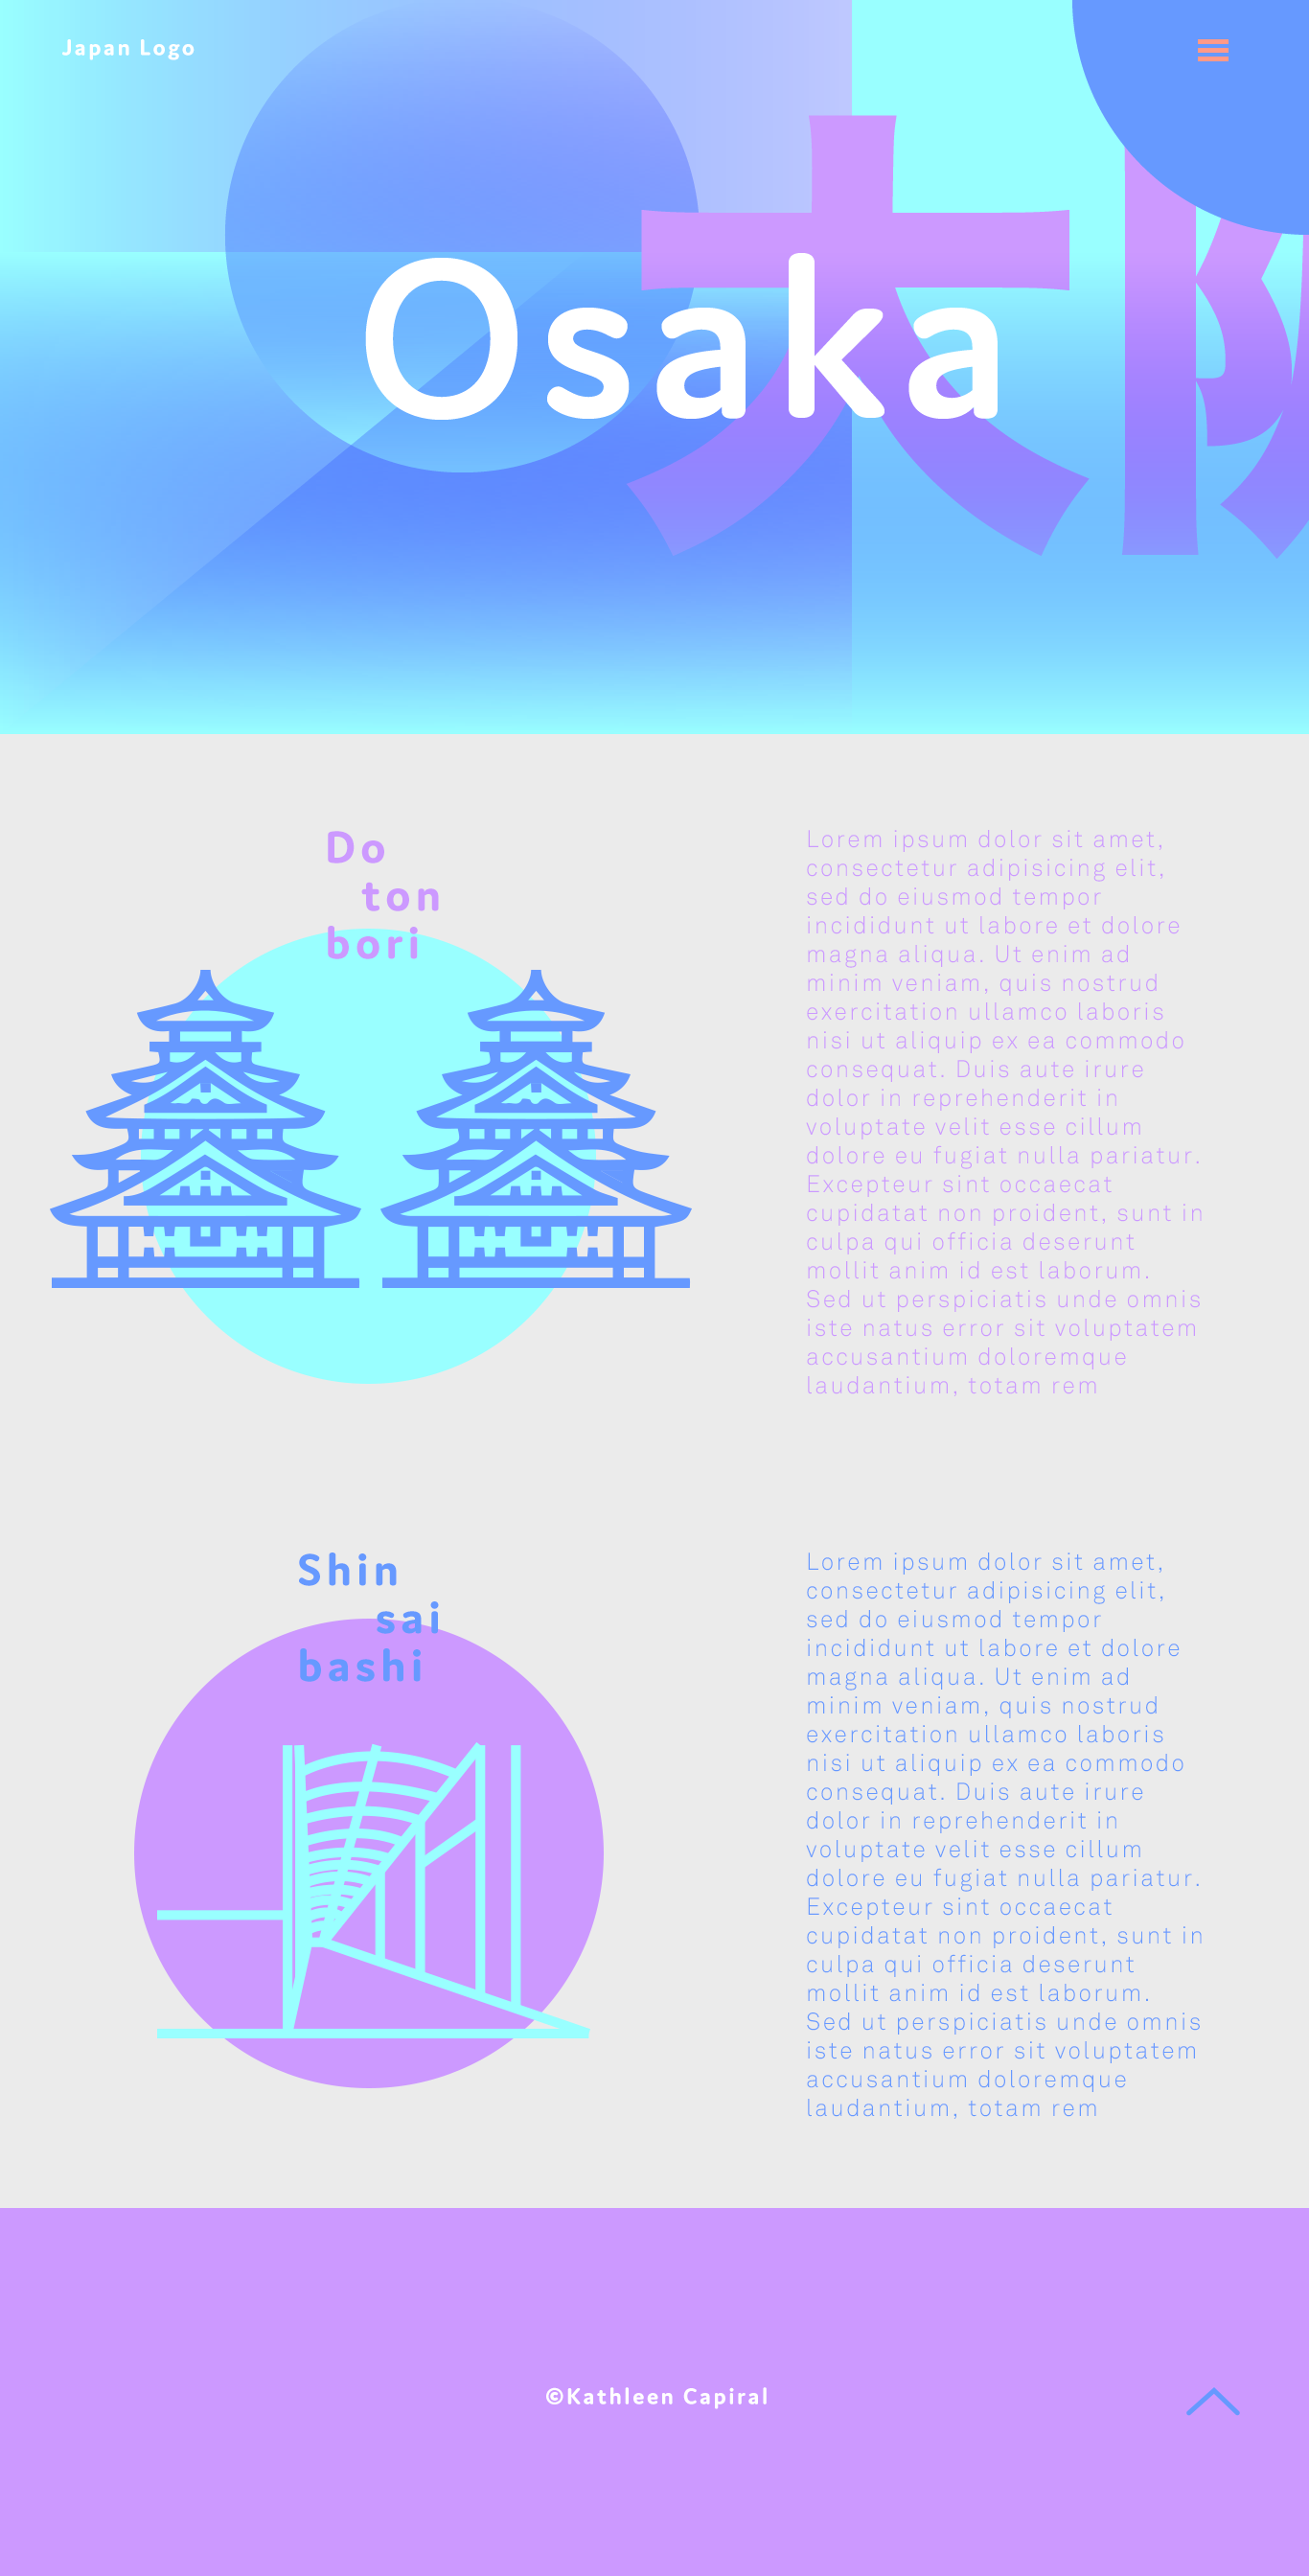 Japan Logo
大阪
Osaka
Do
ton
bori
Lorem ipsum dolor sit amet,
consectetur adipisicing elit,
sed do eiusmod tempor
incididunt ut labore et dolore
magna aliqua. Ut enim ad
minim veniam, quis nostrud
exercitation ullamco laboris
nisi ut aliquip ex ea commodo
consequat. Duis aute irure
dolor in reprehenderit in
voluptate velit esse cillum
dolore eu fugiat nulla pariatur.
Excepteur sint occaecat
cupidatat non proident, sunt in
culpa qui officia deserunt
mollit anim id est laborum.
Sed ut perspiciatis unde omnis
iste natus error sit voluptatem
accusantium doloremque
laudantium, totam rem
Shin
sai
bashi
Lorem ipsum dolor sit amet,
consectetur adipisicing elit,
sed do eiusmod tempor
incididunt ut labore et dolore
magna aliqua. Ut enim ad
minim veniam, quis nostrud
exercitation ullamco laboris
nisi ut aliquip ex ea commodo
consequat. Duis aute irure
dolor in reprehenderit in
voluptate velit esse cillum
dolore eu fugiat nulla pariatur.
Excepteur sint occaecat
cupidatat non proident, sunt in
culpa qui officia deserunt
mollit anim id est laborum.
Sed ut perspiciatis unde omnis
iste natus error sit voluptatem
accusantium doloremque
laudantium, totam rem
©Kathleen Capiral